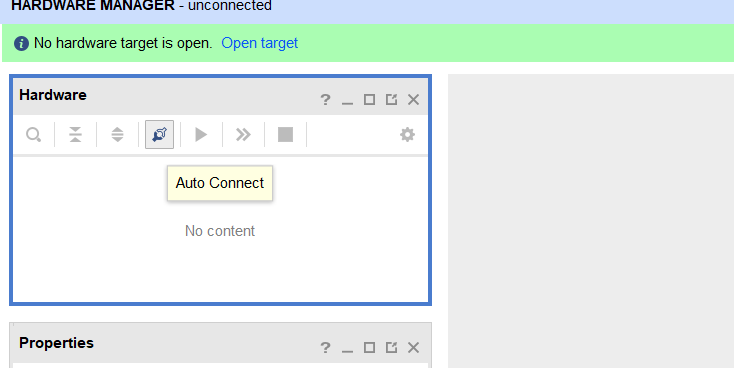 HARDWARE MANAGER - unconnected
No hardware target is open. Open target
Hardware
Auto Connect
No content
Properties